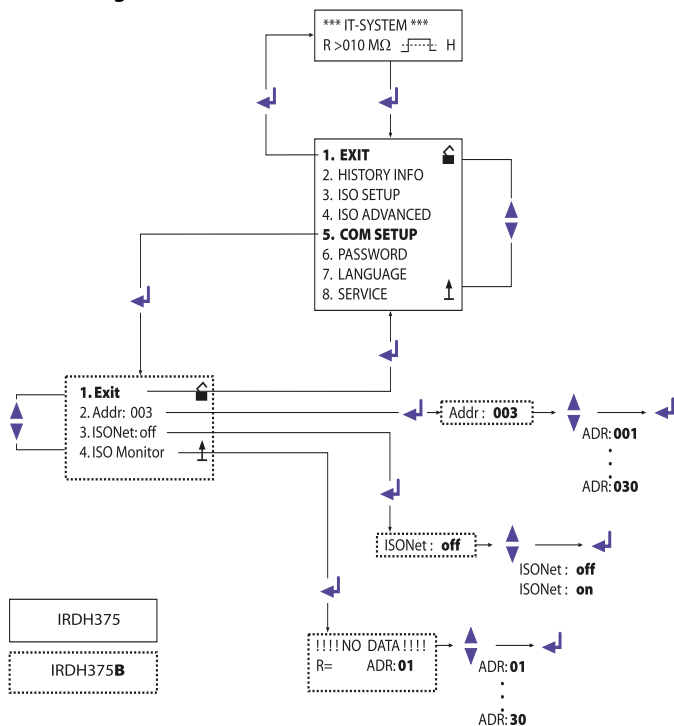 *** IT-SYSTEM ***
R >010 MΩ H
1. EXIT
2. HISTORY INFO
3. ISO SETUP
4. ISO ADVANCED
5. COM SETUP
6. PASSWORD
7. LANGUAGE
8. SERVICE
1. Exit
2. Addr: 003
3. ISONet: off
4. ISO Monitor
Addr: 003
ADR: 001
ADR: 030
ISONet: off
ISONet: off
ISONet: on
IRDH375
IRDH375B
!!!! NO DATA !!!!
R= ADR: 01
ADR: 01
ADR: 30